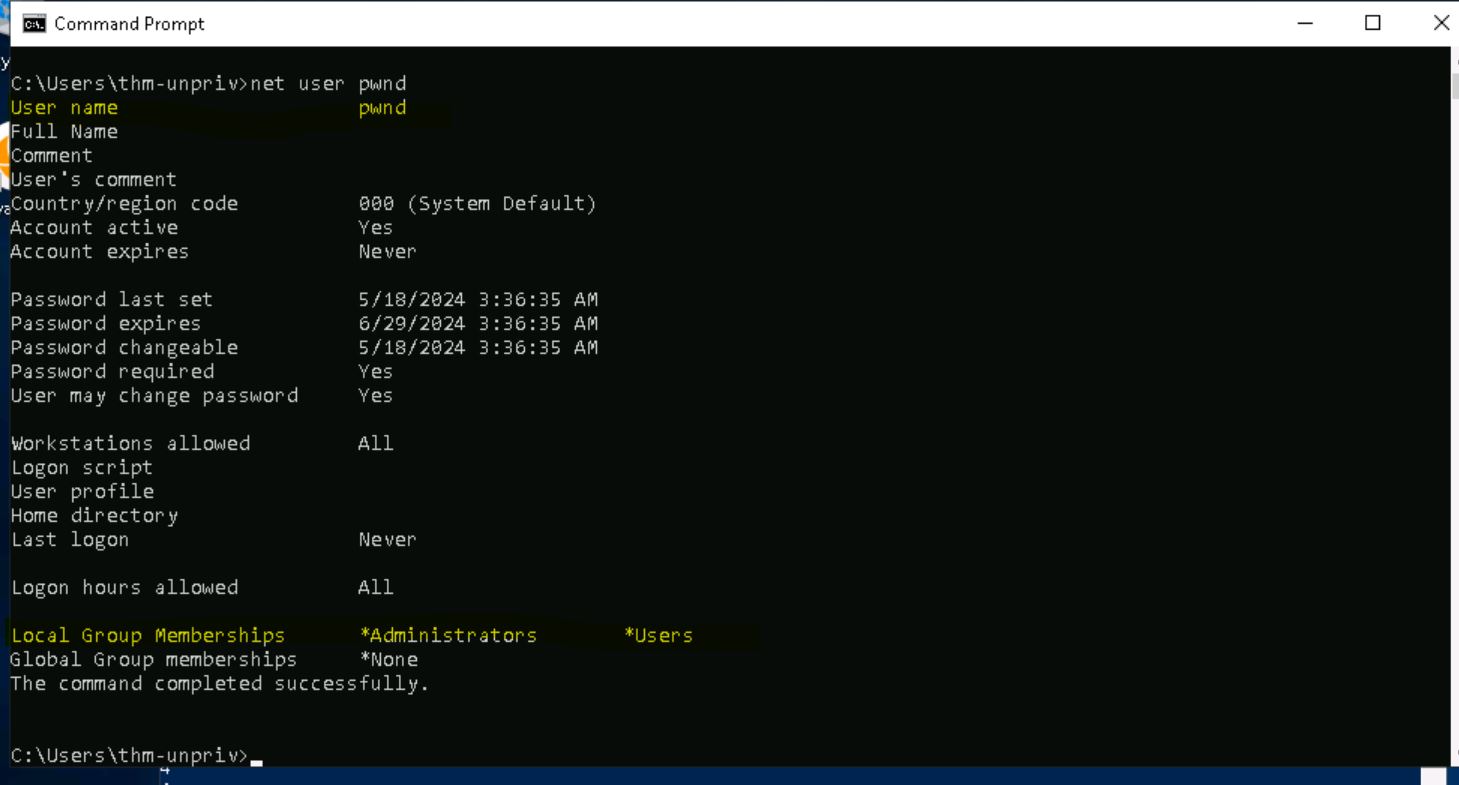 Command Prompt
C:\Users\thm-unpriv>net user pwnd
User name                    pwnd
Full Name
Comment
User's comment
Country/region code          000 (System Default)
Account active               Yes
Account expires              Never
Password last set            5/18/2024 3:36:35 AM
Password expires             6/29/2024 3:36:35 AM
Password changeable          5/18/2024 3:36:35 AM
Password required            Yes
User may change password     Yes
Workstations allowed         All
Logon script
User profile
Home directory
Last logon                   Never
Logon hours allowed          All
Local Group Memberships      *Administrators       *Users
Global Group memberships     *None
The command completed successfully.
C:\Users\thm-unpriv>